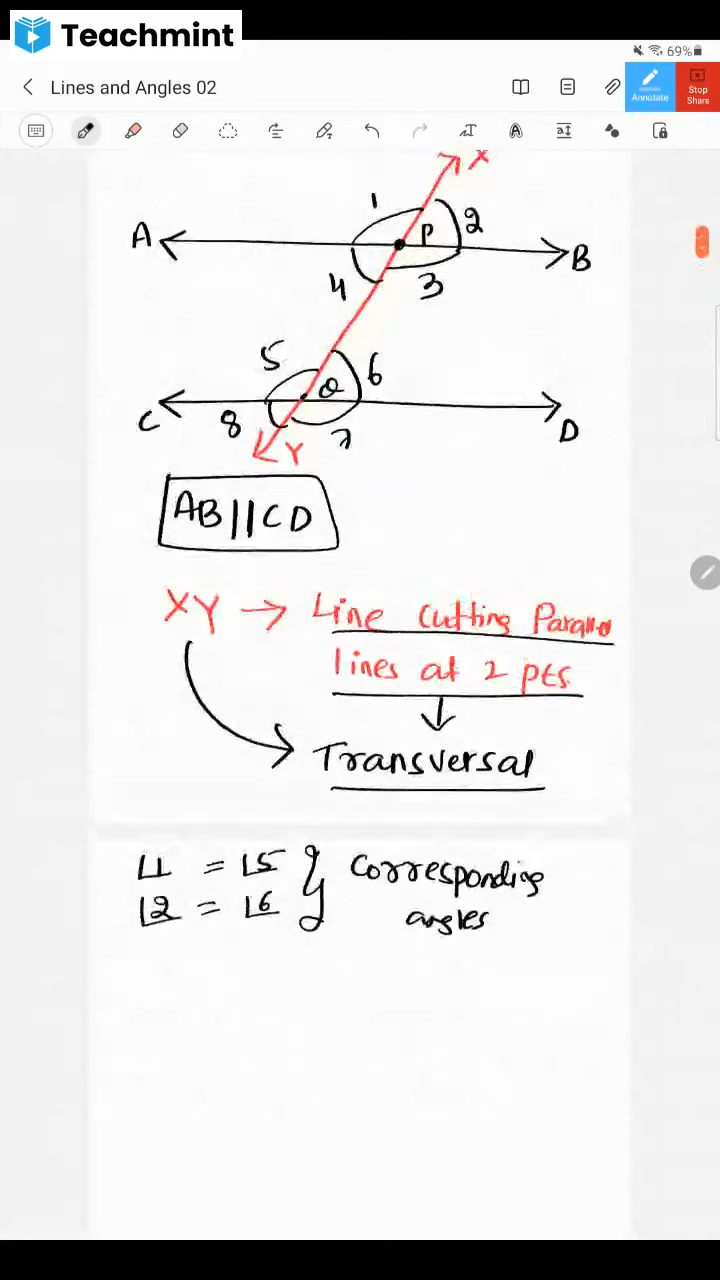 Teachmint
69%
Lines and Angles 02
Annotate
Stop
Share
X
1
2
A
P
B
4
3
5
6
Q
C
8
7
D
Y
AB||CD
XY → Line cutting
lines at 2 pts.
Transversal
∠1 = ∠5
corresponding
∠2 = ∠6
angles